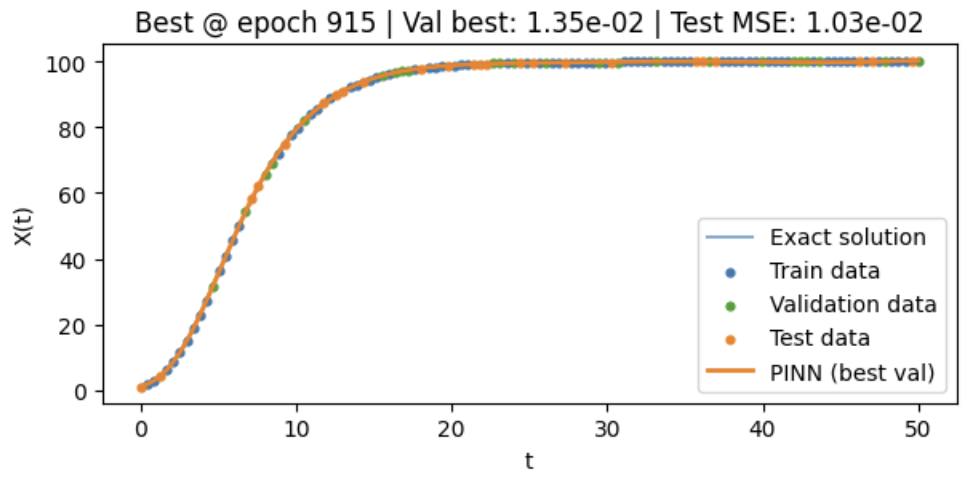 Best @ epoch 915 | Val best: 1.35e-02 | Test MSE: 1.03e-02
100
80
60
40
20
0
X(t)
Exact solution
Train data
Validation data
Test data
PINN (best val)
0 10 20 30 40 50
t